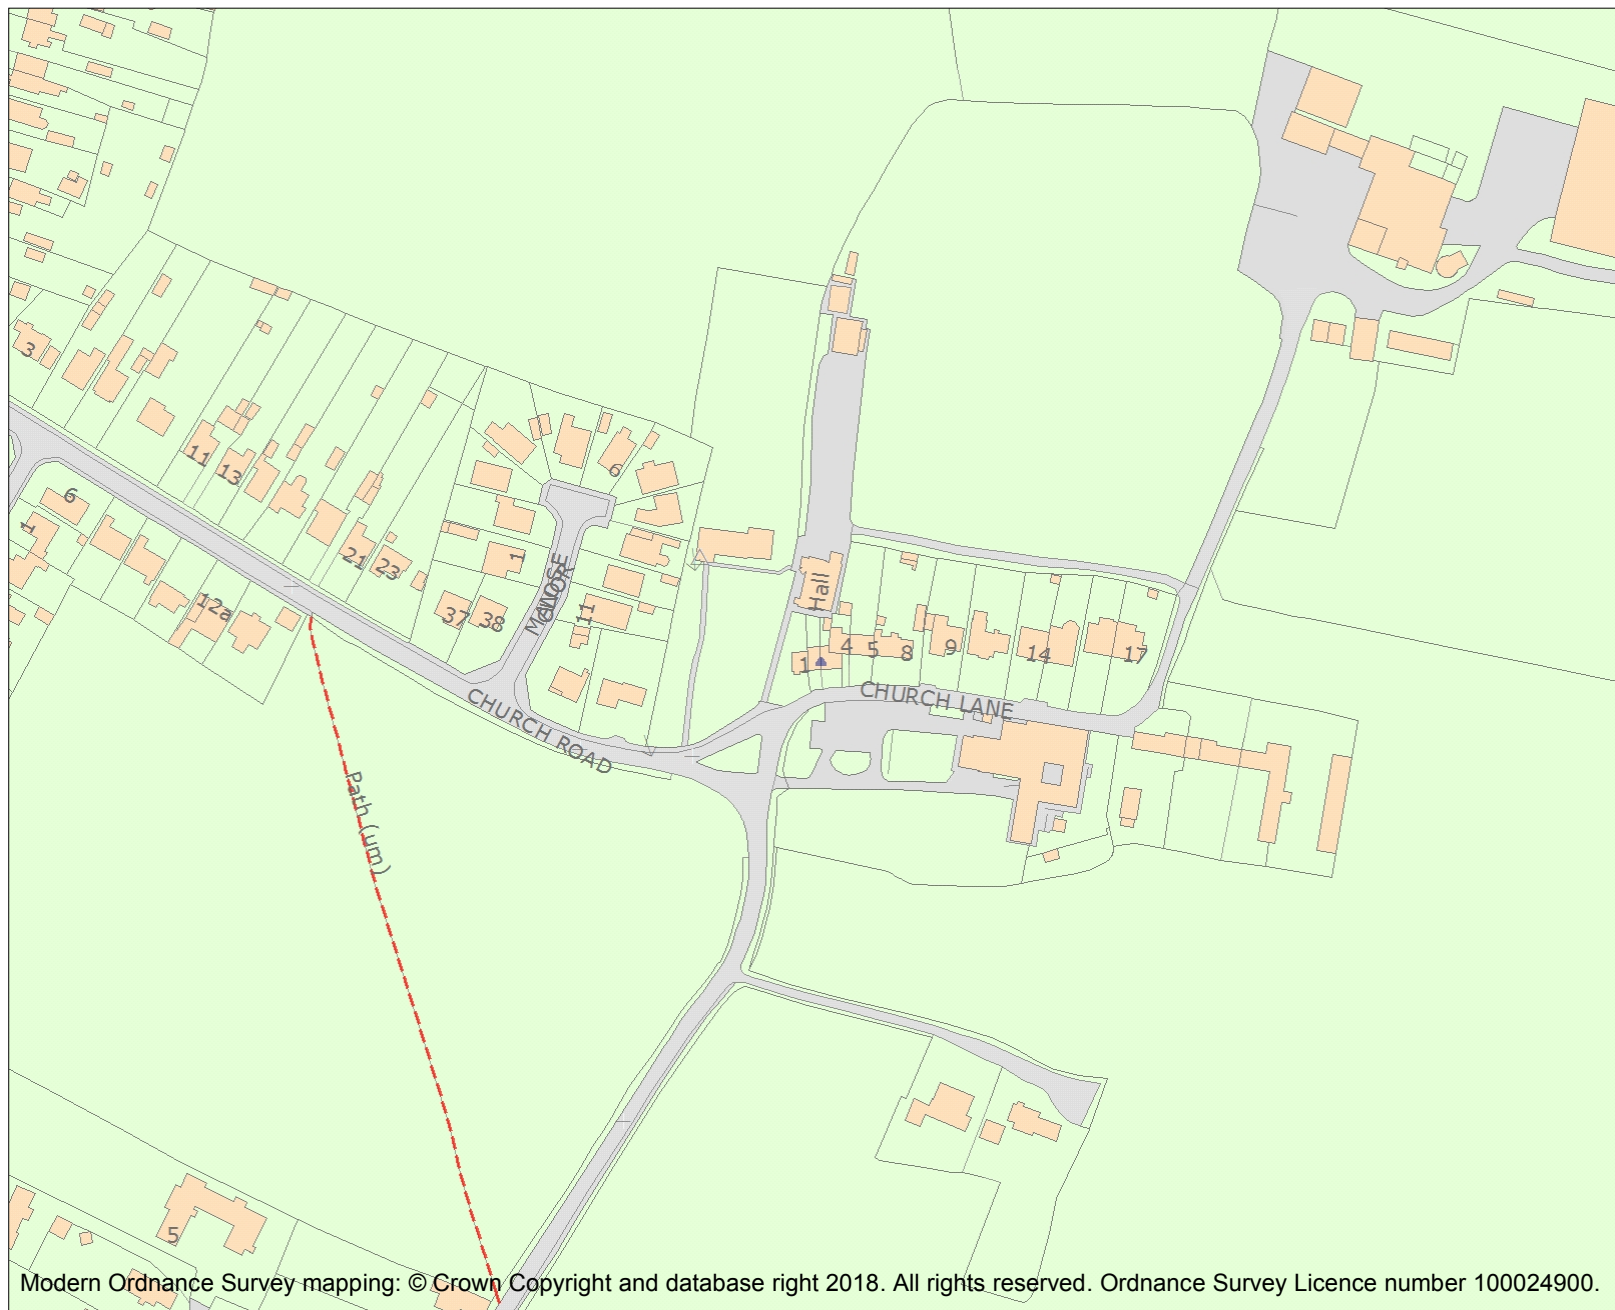 3
11
13
6
1
21
23
12a
37
38
1
6
MANOR
CLOSE
11
Hall
1
4
5
8
9
14
17
CHURCH LANE
CHURCH ROAD
Path (um)
5
Modern Ordnance Survey mapping: © Crown Copyright and database right 2018. All rights reserved. Ordnance Survey Licence number 100024900.